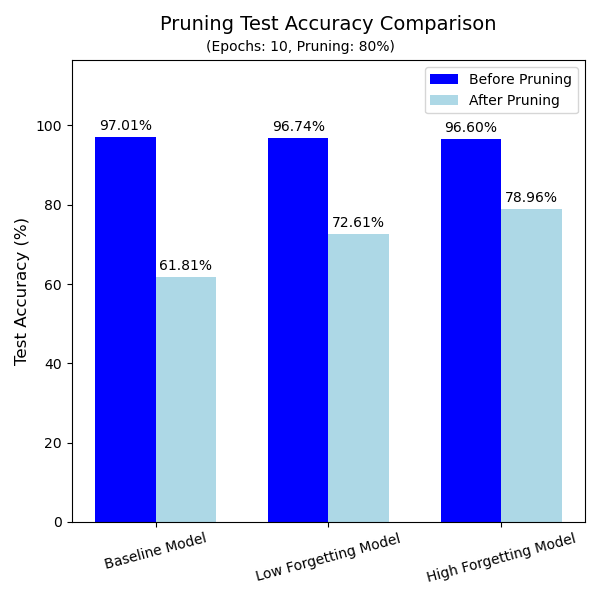 Pruning Test Accuracy Comparison
(Epochs: 10, Pruning: 80%)
Before Pruning
After Pruning
Test Accuracy (%)
100
80
60
40
20
0
97.01%
61.81%
96.74%
72.61%
96.60%
78.96%
Baseline Model
Low Forgetting Model
High Forgetting Model